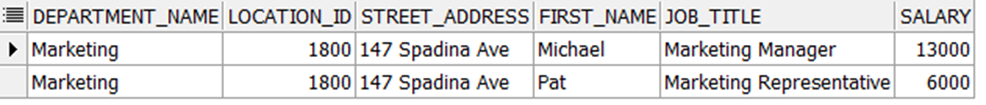 DEPARTMENT_NAME LOCATION_ID STREET_ADDRESS FIRST_NAME JOB_TITLE SALARY
Marketing 1800 147 Spadina Ave Michael Marketing Manager 13000
Marketing 1800 147 Spadina Ave Pat Marketing Representative 6000